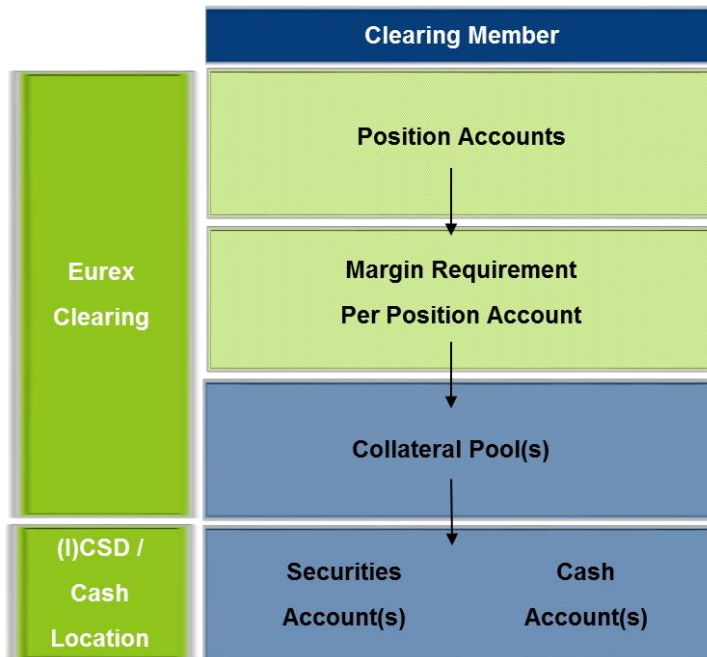 Clearing Member
Eurex
Clearing
Position Accounts
Margin Requirement
Per Position Account
Collateral Pool(s)
(I)CSD /
Cash
Location
Securities
Account(s)
Cash
Account(s)